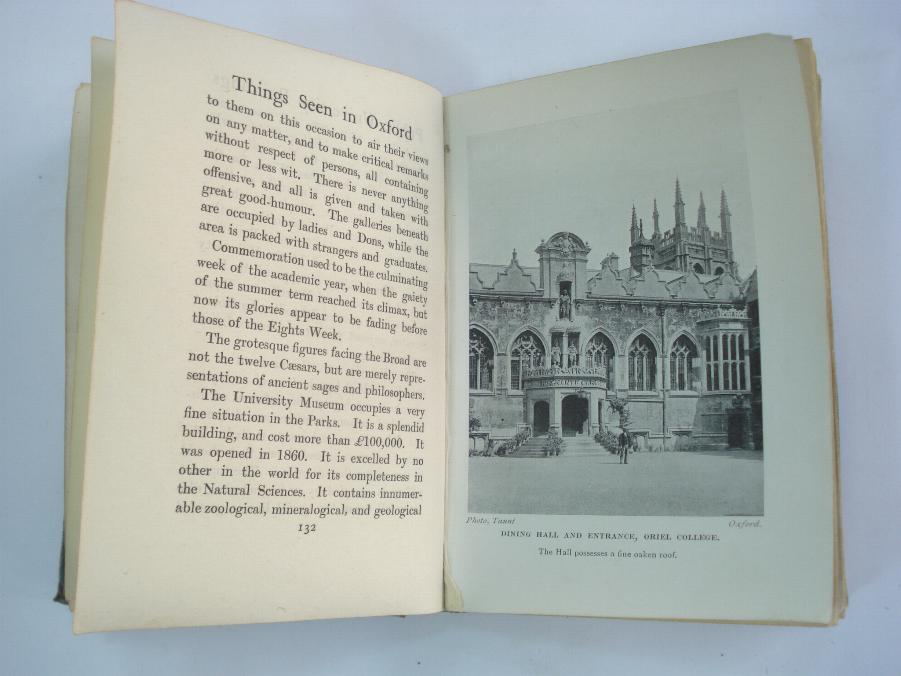 Things Seen in Oxford
to them on this occasion to air their views
on any matter, and to make critical remarks
without respect of persons, all containing
more or less wit. There is never anything
offensive, and all is given and taken with
great good-humour. The galleries beneath
are occupied by ladies and Dons, while the
area is packed with strangers and graduates.
Commemoration used to be the culminating
week of the academic year, when the gaiety
of the summer term reached its climax, but
now its glories appear to be fading before
those of the Eights Week.
The grotesque figures facing the Broad are
not the twelve Cæsars, but are merely repre-
sentations of ancient sages and philosophers.
The University Museum occupies a very
fine situation in the Parks. It is a splendid
building, and cost more than £100,000. It
was opened in 1860. It is excelled by no
other in the world for its completeness in
the Natural Sciences. It contains innumer-
able zoological, mineralogical, and geological
132
Photo, Taunt Oxford.
DINING HALL AND ENTRANCE, ORIEL COLLEGE.
The Hall possesses a fine oaken roof.